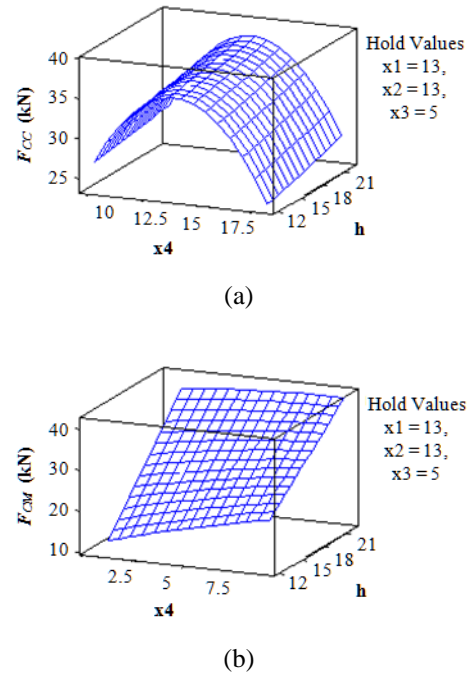 40
35
30
25
F_CC (kN)
10 12.5 15 17.5
x4
12 15 18 21
h
Hold Values
x1 = 13,
x2 = 13,
x3 = 5
(a)
40
30
20
10
F_CM (kN)
2.5 5 7.5
x4
12 15 18 21
h
Hold Values
x1 = 13,
x2 = 13,
x3 = 5
(b)